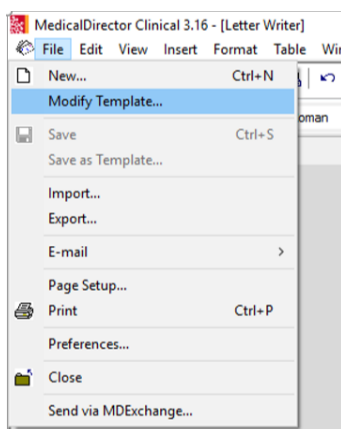 MedicalDirector Clinical 3.16 - [Letter Writer]
File Edit View Insert Format Table
New... Ctrl+N
Modify Template...
oman
Save Ctrl+S
Save as Template...
Import...
Export...
E-mail >
Page Setup...
Print Ctrl+P
Preferences...
Close
Send via MDExchange...